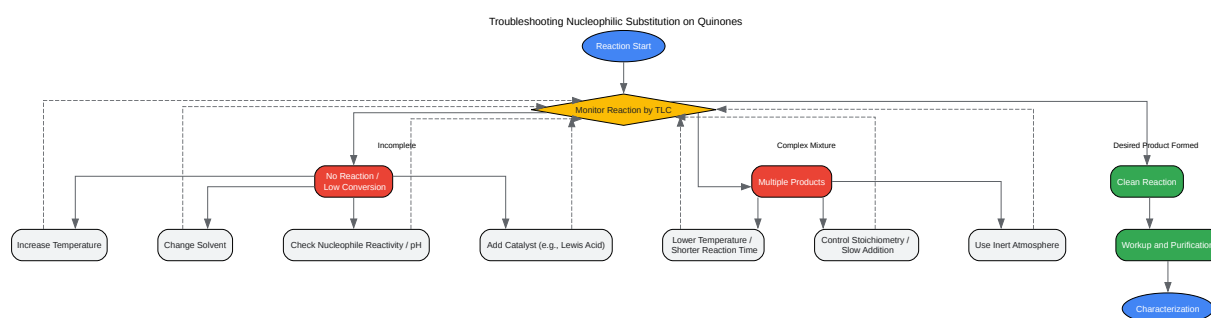 Troubleshooting Nucleophilic Substitution on Quinones
Reaction Start
Monitor Reaction by TLC
Incomplete
Complex Mixture
Desired Product Formed
No Reaction /
Low Conversion
Multiple Products
Clean Reaction
Increase Temperature
Change Solvent
Check Nucleophile Reactivity / pH
Add Catalyst (e.g., Lewis Acid)
Lower Temperature /
Shorter Reaction Time
Control Stoichiometry /
Slow Addition
Use Inert Atmosphere
Workup and Purification
Characterization